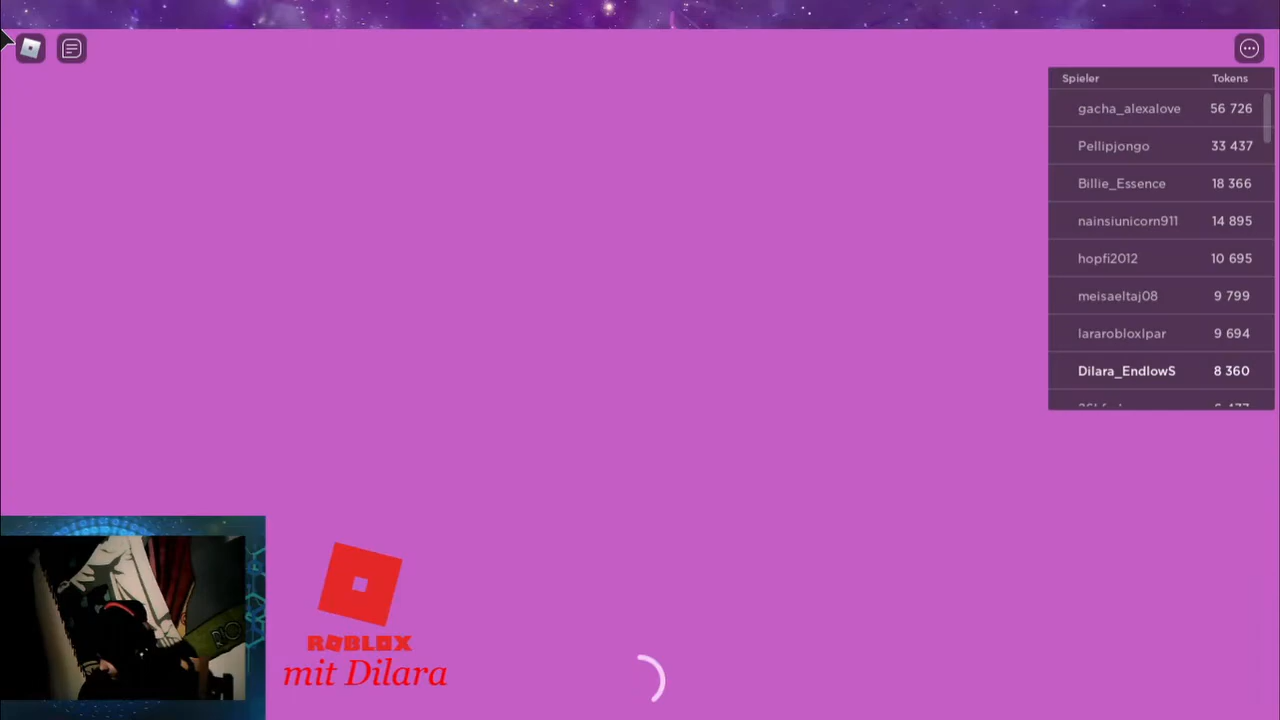 Spieler Tokens
gacha_alexalove 56 726
Pellipjongo 33 437
Billie_Essence 18 366
nainsiunicorn911 14 895
hopfi2012 10 695
meisaeltaj08 9 799
lararobloxlpar 9 694
Dilara_EndlowS 8 360
ROBLOX
mit Dilara